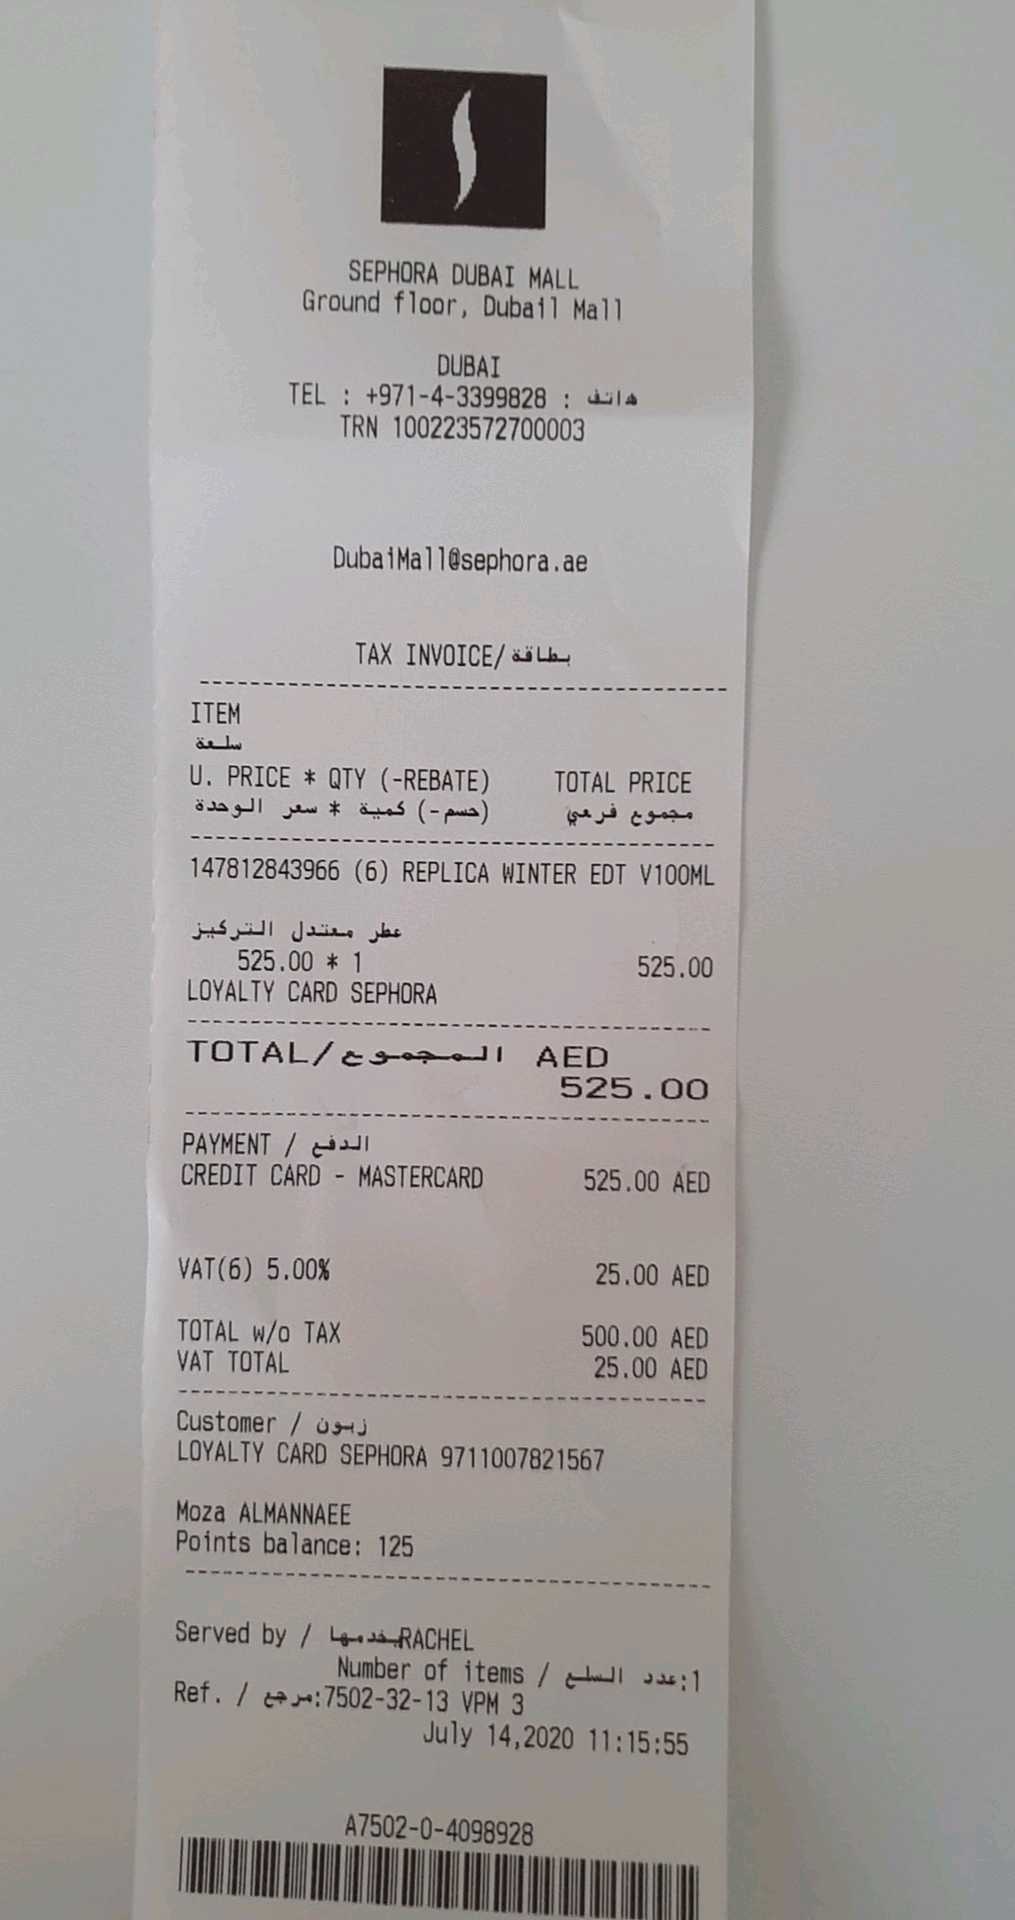 SEPHORA DUBAI MALL
Ground floor, Dubail Mall
DUBAI
TEL : +971-4-3399828 : هاتف
TRN 100223572700003
DubaiMall@sephora.ae
TAX INVOICE/بطاقة
ITEM
سلعة
U. PRICE * QTY (-REBATE) TOTAL PRICE
(حسم-) كمية * سعر الوحدة مجموع فرعي
147812843966 (6) REPLICA WINTER EDT V100ML
عطر معتدل التركيز
525.00 * 1 525.00
LOYALTY CARD SEPHORA
TOTAL/المجموع AED
525.00
PAYMENT / الدفع
CREDIT CARD - MASTERCARD 525.00 AED
VAT(6) 5.00% 25.00 AED
TOTAL w/o TAX 500.00 AED
VAT TOTAL 25.00 AED
Customer / زبون
LOYALTY CARD SEPHORA 9711007821567
Moza ALMANNAEE
Points balance: 125
Served by / يخدمها RACHEL
Number of items / عدد السلع:1
Ref. / مرجع:7502-32-13 VPM 3
July 14,2020 11:15:55
A7502-0-4098928